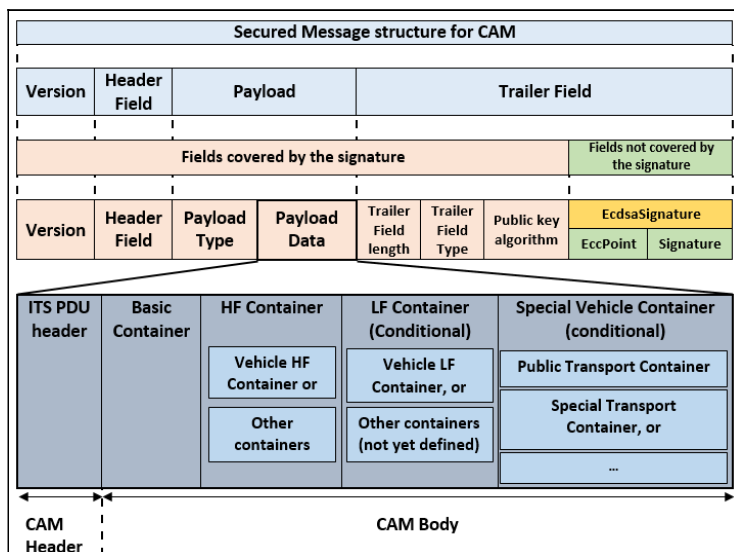 Secured Message structure for CAM
Version
Header
Field
Payload
Trailer Field
Fields covered by the signature
Fields not covered by
the signature
Version
Header
Field
Payload
Type
Payload
Data
Trailer
Field
length
Trailer
Field
Type
Public key
algorithm
EcdsaSignature
EccPoint
Signature
ITS PDU
header
Basic
Container
HF Container
Vehicle HF
Container or
Other
containers
LF Container
(Conditional)
Vehicle LF
Container, or
Other containers
(not yet defined)
Special Vehicle Container
(conditional)
Public Transport Container
Special Transport
Container, or
...
CAM
Header
CAM Body